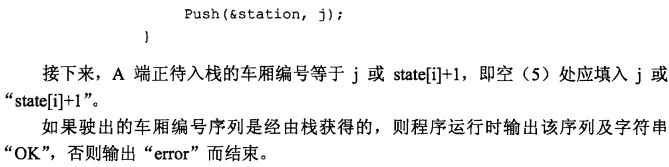 Push(&station, j);
}
接下来，A 端正待入栈的车厢编号等于 j 或 state[i]+1，即空（5）处应填入 j 或
“state[i]+1”。
如果驶出的车厢编号序列是经由栈获得的，则程序运行时输出该序列及字符串
“OK”，否则输出“error”而结束。